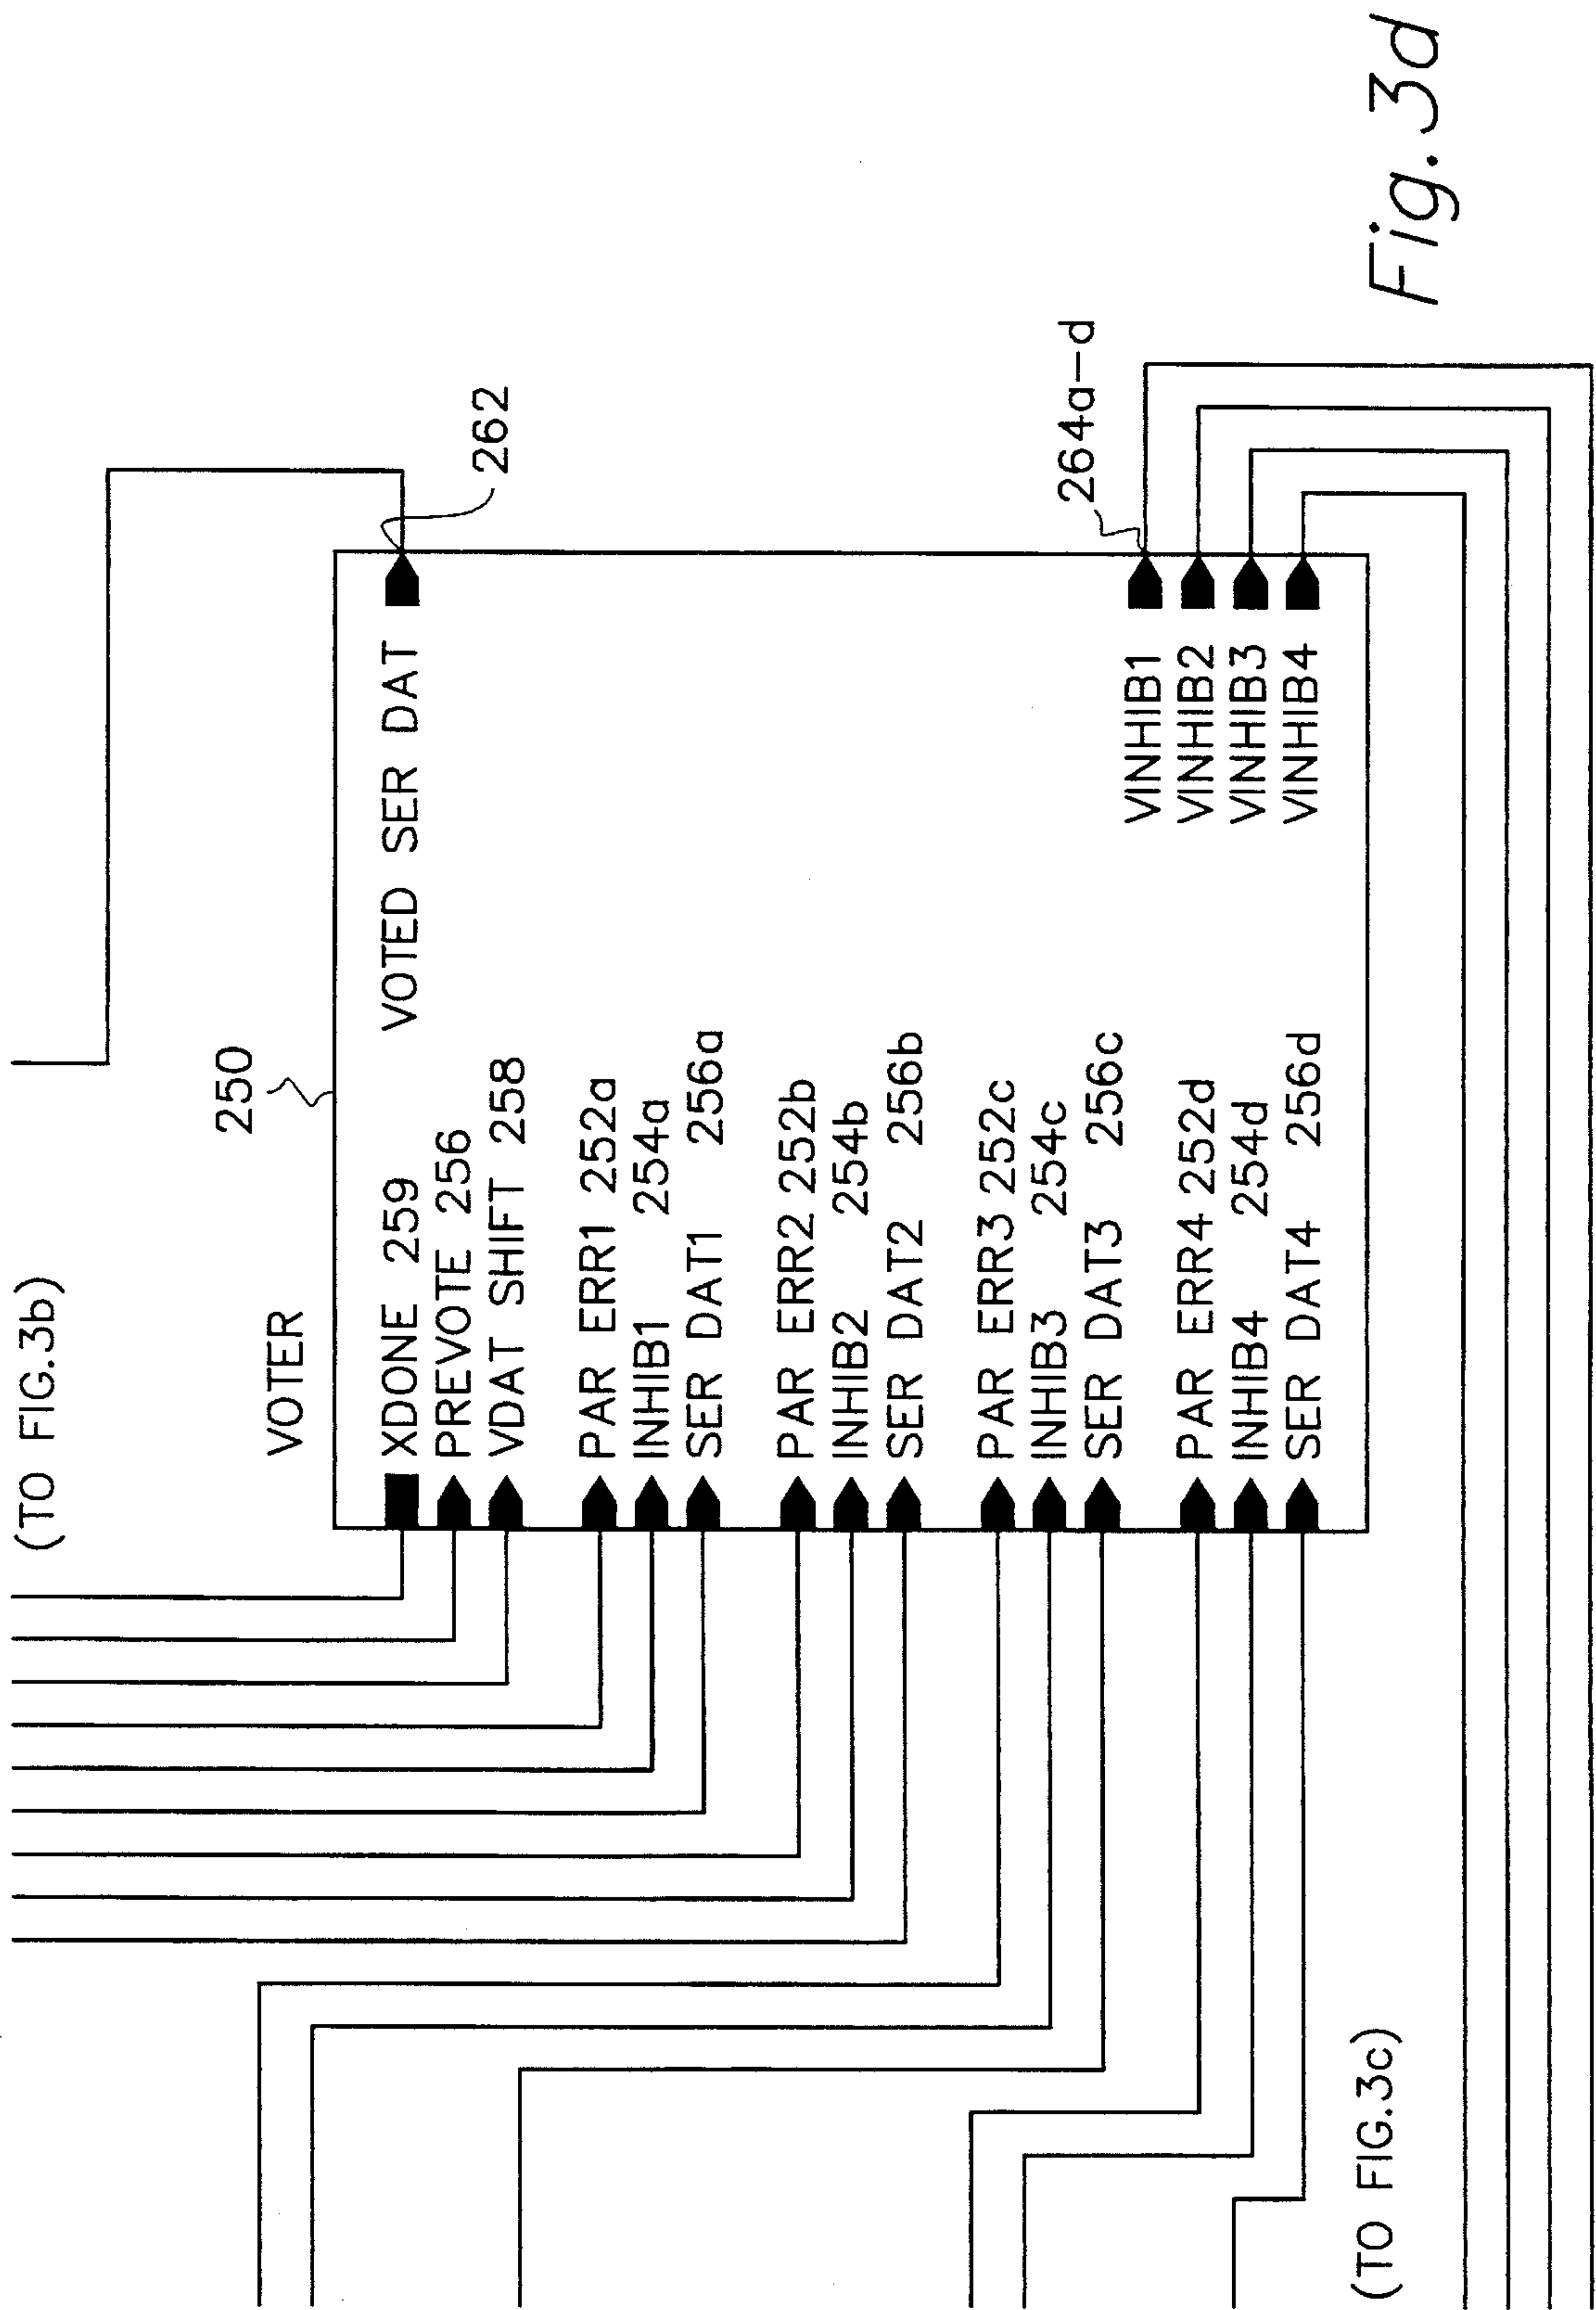 (TO FIG.3b)
250
VOTER
XDONE 259
VOTED SER DAT
262
PREVOTE 256
VDAT SHIFT 258
PAR ERR1 252a
INHIB1 254a
SER DAT1 256a
PAR ERR2 252b
INHIB2 254b
SER DAT2 256b
PAR ERR3 252c
INHIB3 254c
SER DAT3 256c
PAR ERR4 252d
INHIB4 254d
SER DAT4 256d
264a-d
VINHIB1
VINHIB2
VINHIB3
VINHIB4
(TO FIG.3c)
Fig.3d